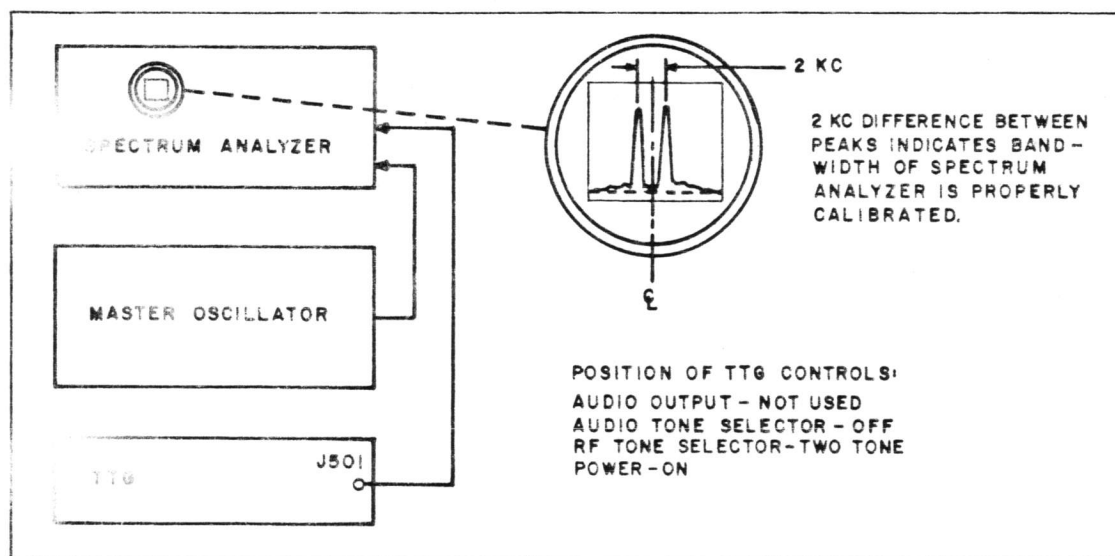 SPECTRUM ANALYZER
2 KC
2 KC DIFFERENCE BETWEEN
PEAKS INDICATES BAND-
WIDTH OF SPECTRUM
ANALYZER IS PROPERLY
CALIBRATED.
MASTER OSCILLATOR
℄
POSITION OF TTG CONTROLS:
AUDIO OUTPUT - NOT USED
AUDIO TONE SELECTOR - OFF
RF TONE SELECTOR - TWO TONE
POWER - ON
J501
TTG